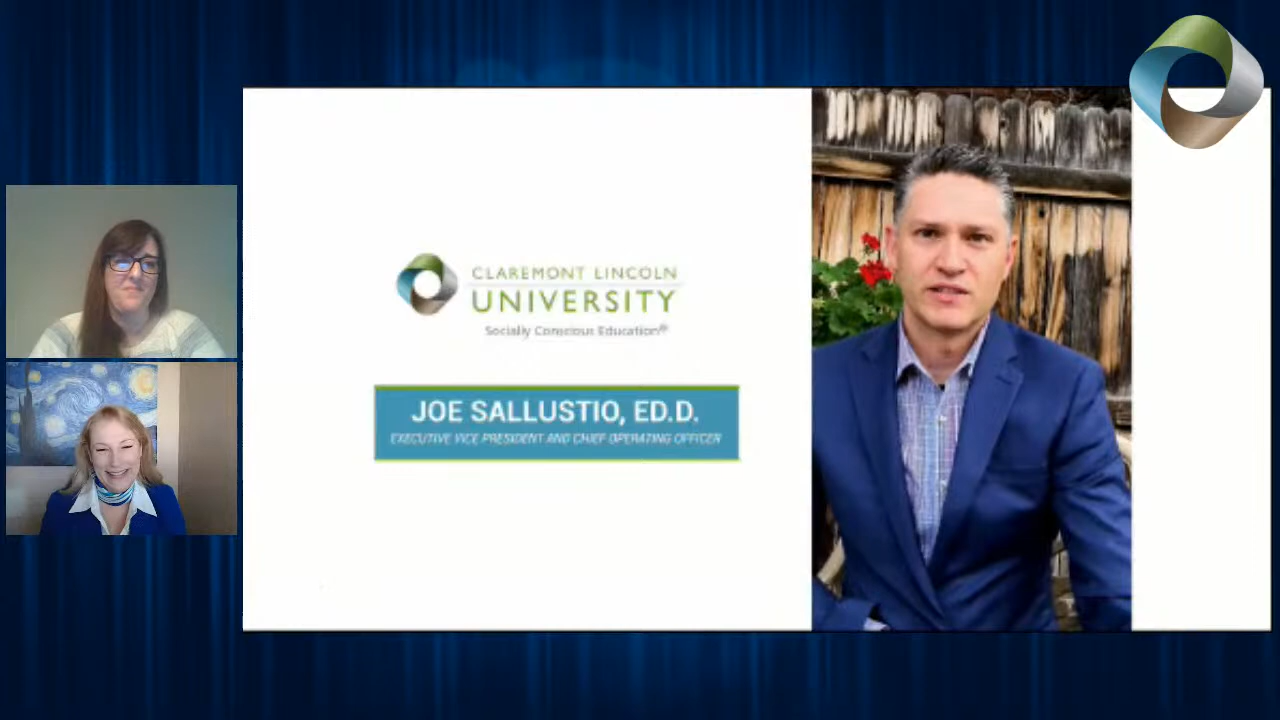 CLAREMONT LINCOLN
UNIVERSITY
Socially Conscious Education®
JOE SALLUSTIO, ED.D.
EXECUTIVE VICE PRESIDENT AND CHIEF OPERATING OFFICER